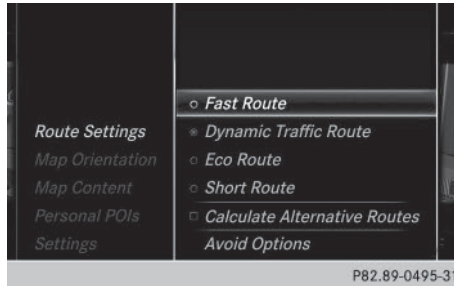 Fast Route
Route Settings
Dynamic Traffic Route
Map Orientation
Eco Route
Map Content
Short Route
Personal POIs
Calculate Alternative Routes
Settings
Avoid Options
P82.89-0495-31